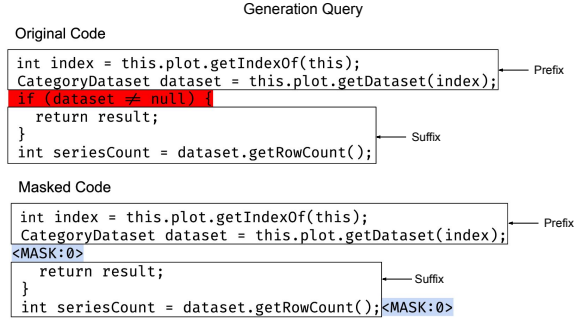 Generation Query
Original Code
int index = this.plot.getIndexOf(this);
CategoryDataset dataset = this.plot.getDataset(index);
Prefix
if (dataset ≠ null) {
return result;
}
Suffix
int seriesCount = dataset.getRowCount();
Masked Code
int index = this.plot.getIndexOf(this);
Prefix
CategoryDataset dataset = this.plot.getDataset(index);
<MASK:0>
return result;
Suffix
}
int seriesCount = dataset.getRowCount();<MASK:0>